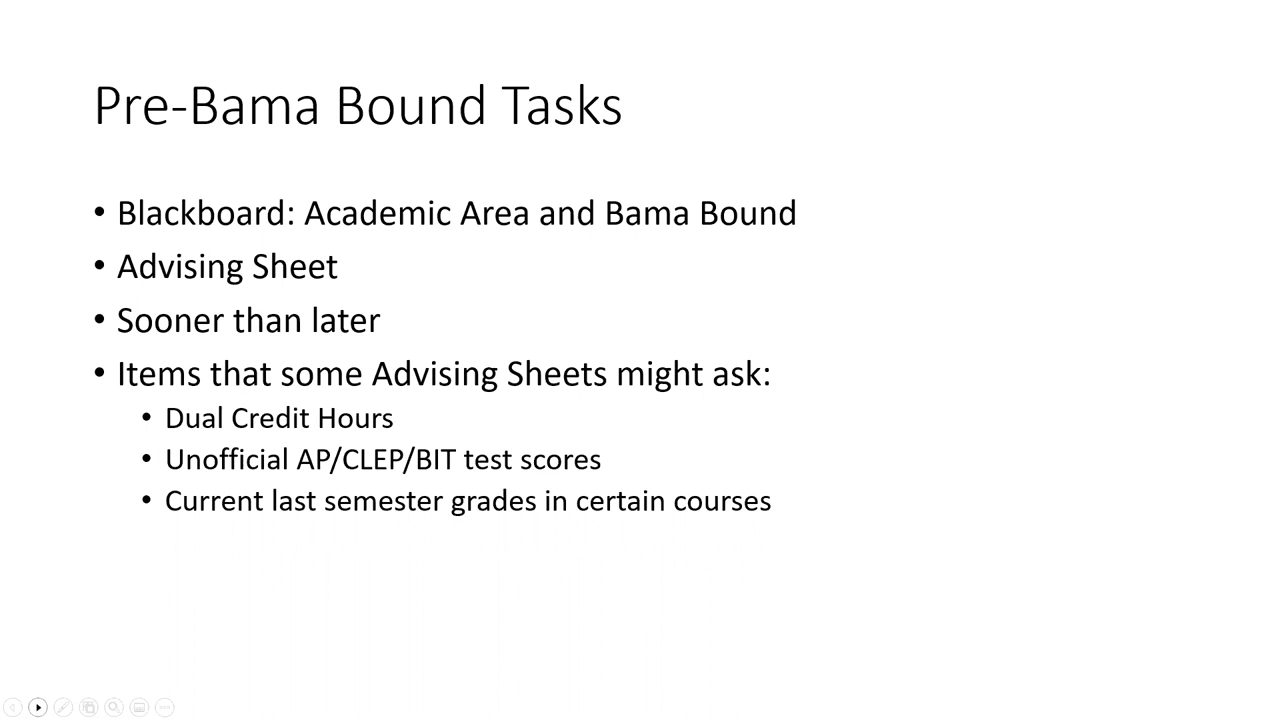 Pre-Bama Bound Tasks
• Blackboard: Academic Area and Bama Bound
• Advising Sheet
• Sooner than later
• Items that some Advising Sheets might ask:
• Dual Credit Hours
• Unofficial AP/CLEP/BIT test scores
• Current last semester grades in certain courses